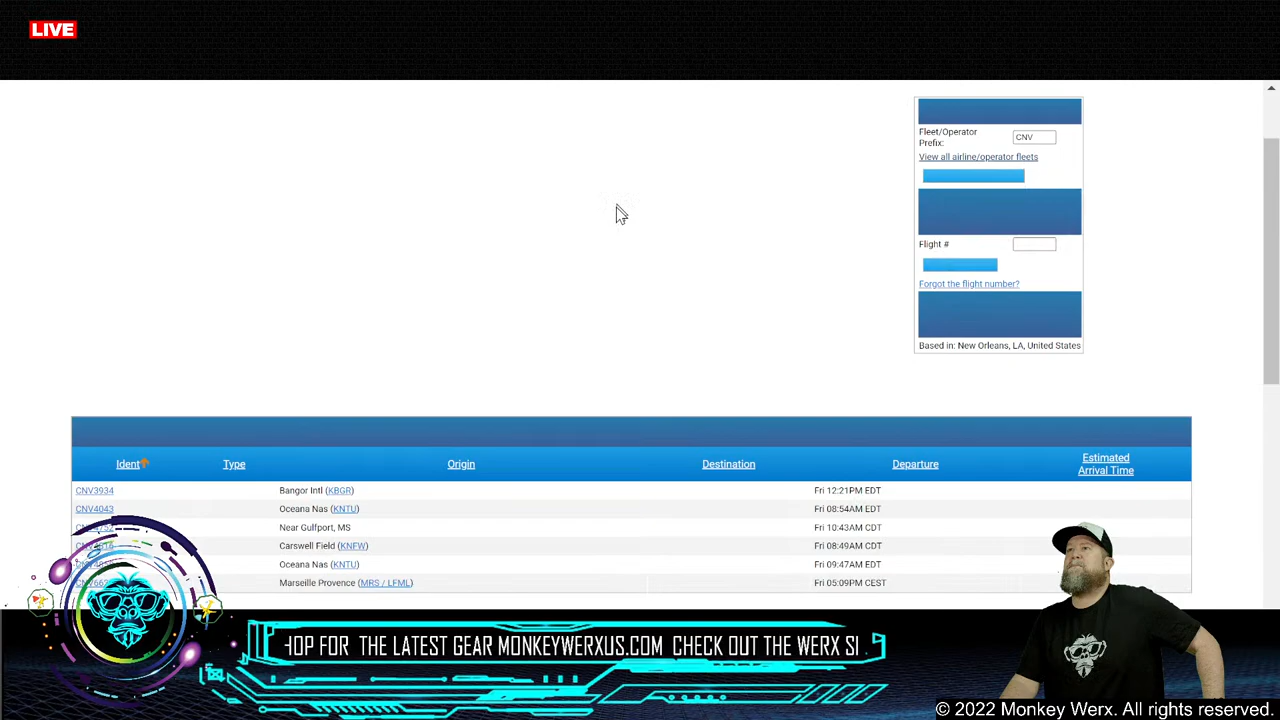 LIVE
Fleet/Operator
Prefix:
CNV
View all airline/operator fleets
Flight #
Forgot the flight number?
Based in: New Orleans, LA, United States
Ident Type Origin Destination Departure Estimated Arrival Time
CNV3934 Bangor Intl (KBGR) Fri 12:21PM EDT
CNV4043 Oceana Nas (KNTU) Fri 08:54AM EDT
Near Gulfport, MS Fri 10:43AM CDT
Carswell Field (KNFW) Fri 08:49AM CDT
Oceana Nas (KNTU) Fri 09:47AM EDT
Marseille Provence (MRS / LFML) Fri 05:09PM CEST
HOP FOR THE LATEST GEAR MONKEYWERXUS.COM CHECK OUT THE WERX SI
© 2022 Monkey Werx. All rights reserved.